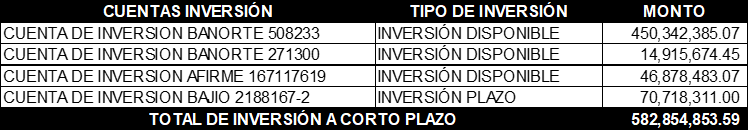 CUENTAS INVERSIÓN TIPO DE INVERSIÓN MONTO
CUENTA DE INVERSION BANORTE 508233 INVERSIÓN DISPONIBLE 450,342,385.07
CUENTA DE INVERSION BANORTE 271300 INVERSIÓN DISPONIBLE 14,915,674.45
CUENTA DE INVERSION AFIRME 167117619 INVERSIÓN DISPONIBLE 46,878,483.07
CUENTA DE INVERSION BAJIO 2188167-2 INVERSIÓN PLAZO 70,718,311.00
TOTAL DE INVERSIÓN A CORTO PLAZO 582,854,853.59